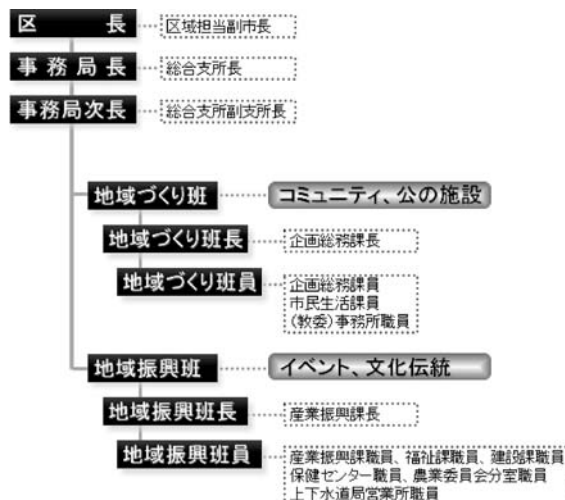 区　　長 区域担当副市長
事務局長 総合支所長
事務局次長 総合支所副支所長
地域づくり班 コミュニティ、公の施設
地域づくり班長 企画総務課長
地域づくり班員 企画総務課員
市民生活課員
(教委)事務所職員
地域振興班 イベント、文化伝統
地域振興班長 産業振興課長
地域振興班員 産業振興課職員、福祉課職員、建設課職員
保健センター職員、農業委員会分室職員
上下水道局営業所職員